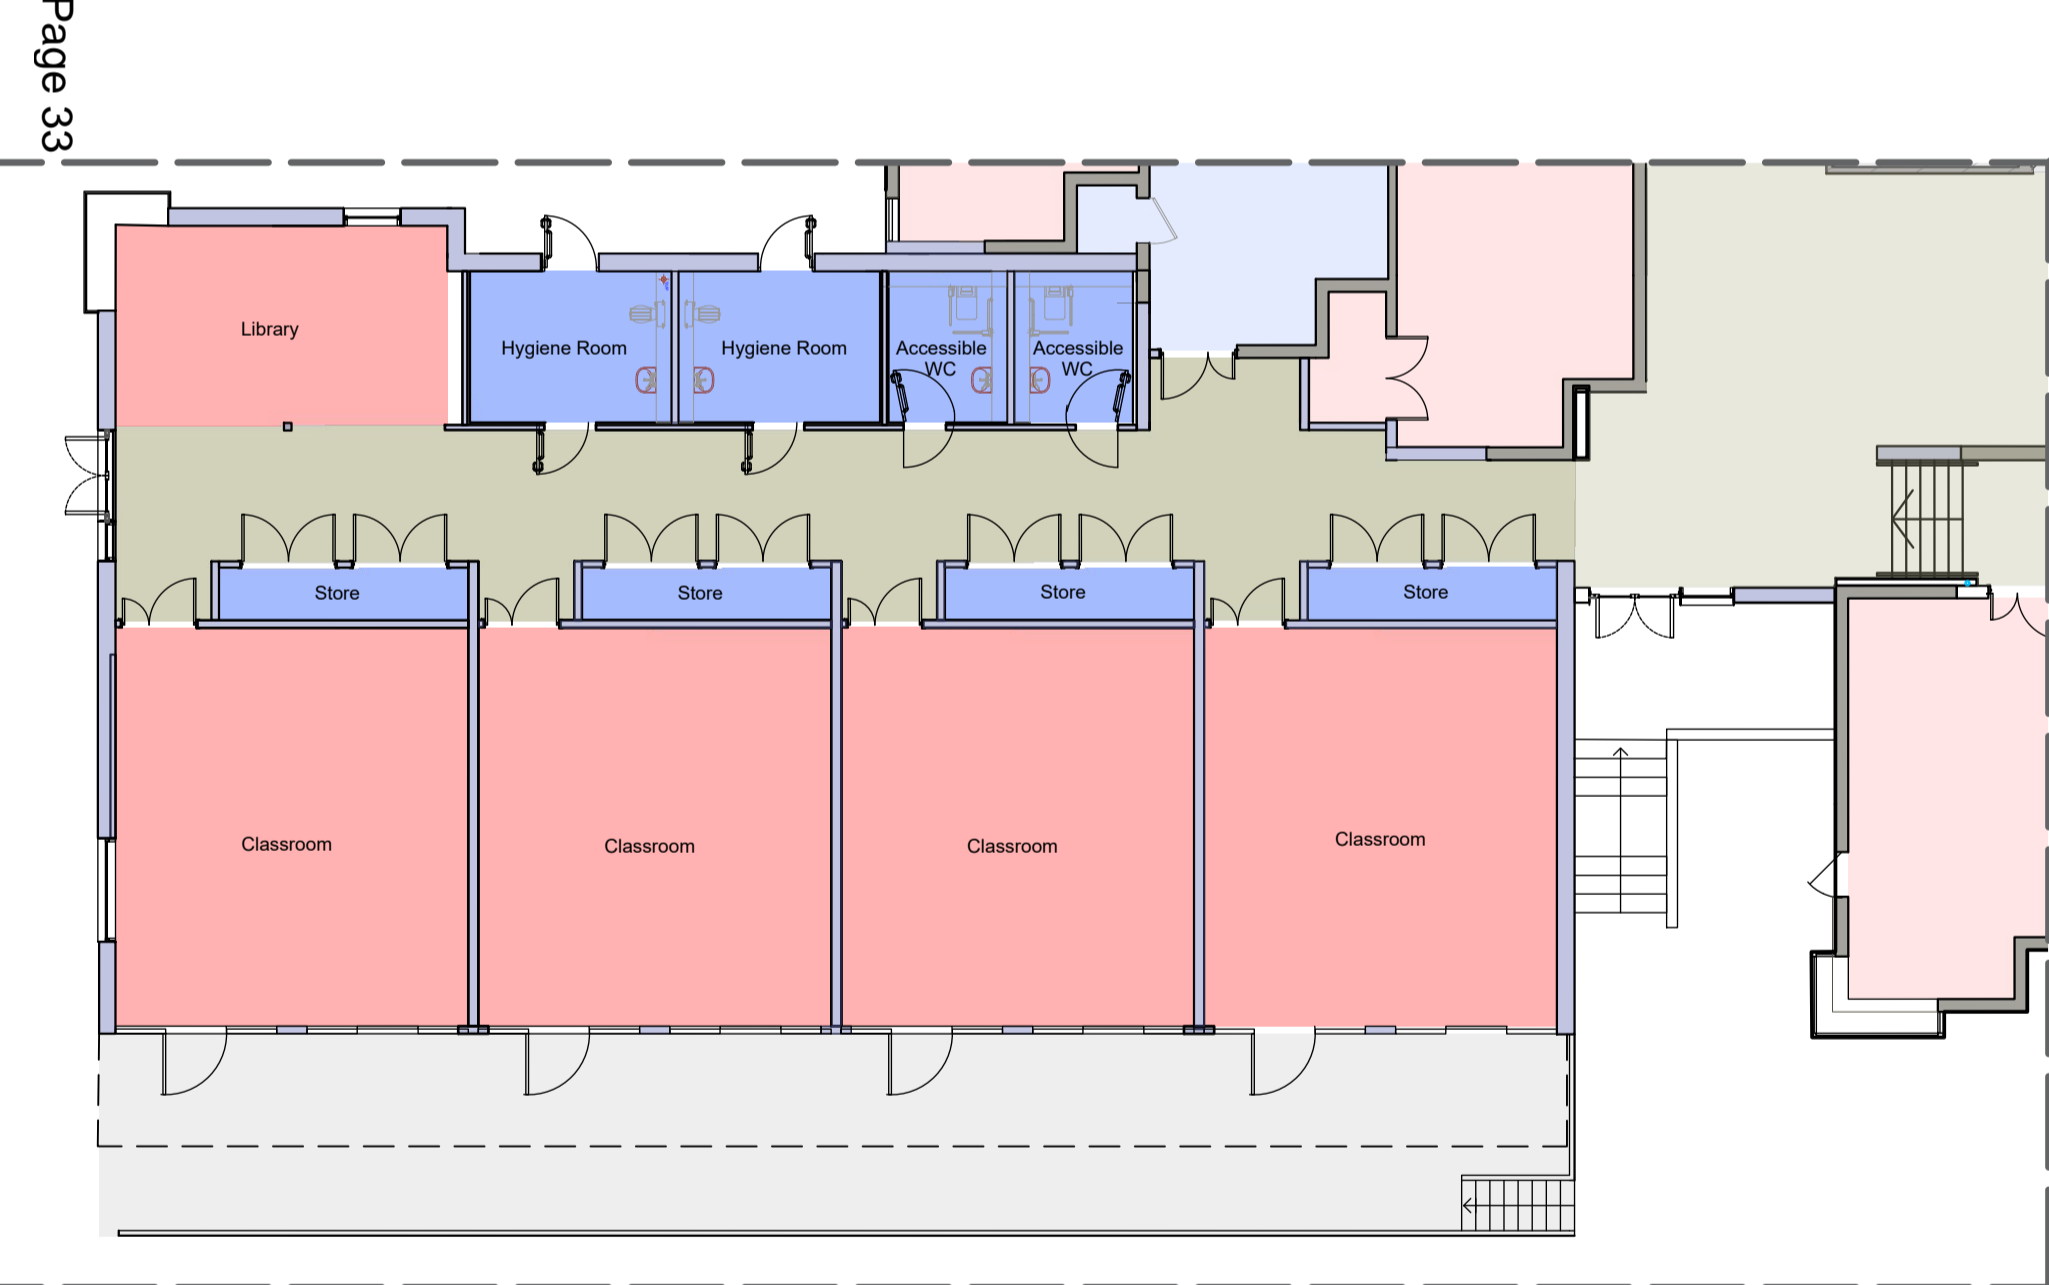 Page 33
Library
Hygiene Room
Hygiene Room
Accessible
WC
Accessible
WC
Store
Store
Store
Store
Classroom
Classroom
Classroom
Classroom